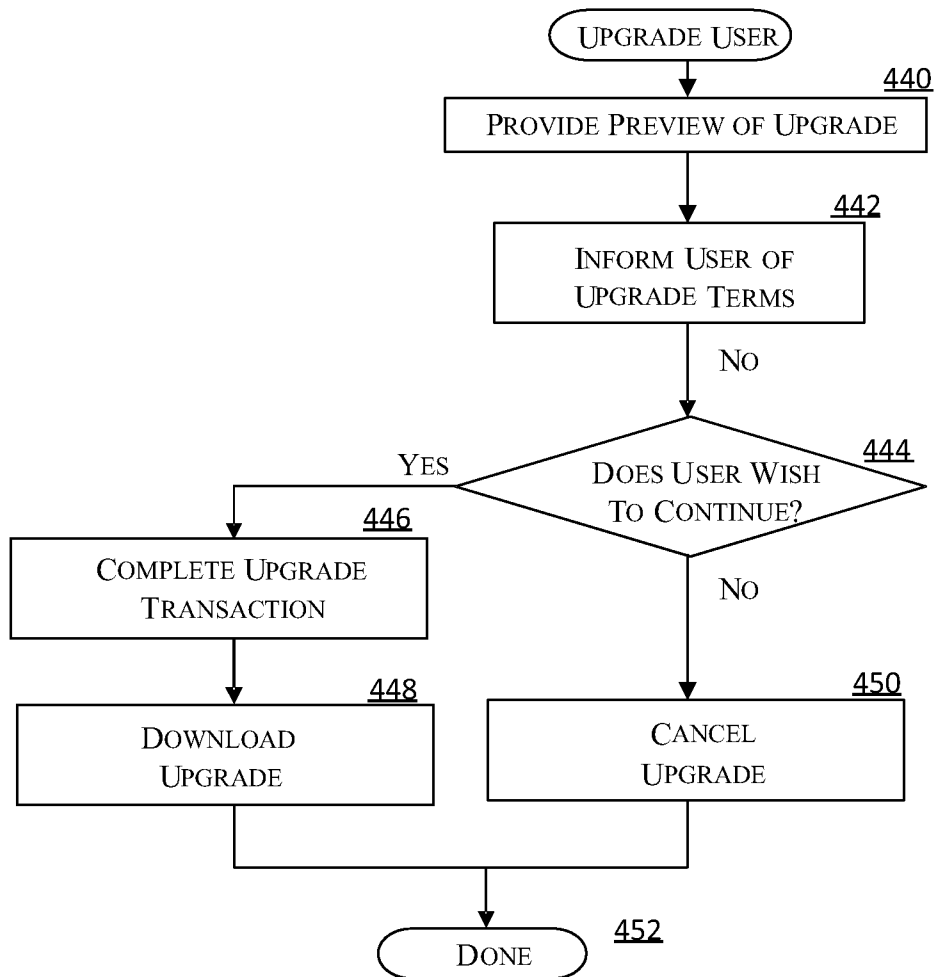 UPGRADE USER
440
PROVIDE PREVIEW OF UPGRADE
442
INFORM USER OF
UPGRADE TERMS
NO
444
DOES USER WISH
TO CONTINUE?
YES
446
COMPLETE UPGRADE
TRANSACTION
NO
448
DOWNLOAD
UPGRADE
450
CANCEL
UPGRADE
452
DONE